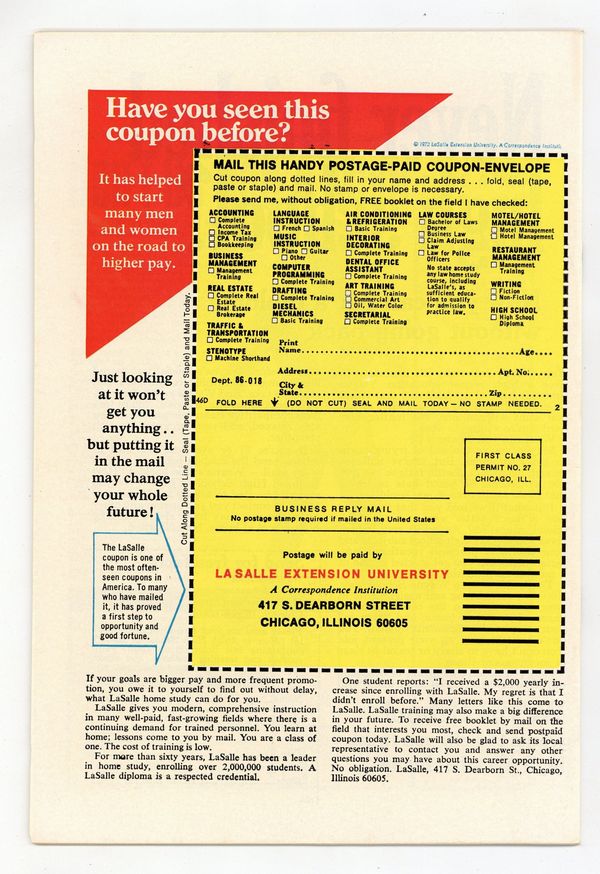 Have you seen this
coupon before?
© 1972 LaSalle Extension University, A Correspondence Institution
It has helped
to start
many men
and women
on the road to
higher pay.
MAIL THIS HANDY POSTAGE-PAID COUPON-ENVELOPE
Cut coupon along dotted lines, fill in your name and address . . . fold, seal (tape,
paste or staple) and mail. No stamp or envelope is necessary.
Please send me, without obligation, FREE booklet on the field I have checked:
ACCOUNTING
☐ Complete
Accounting
☐ Income Tax
☐ CPA Training
☐ Bookkeeping
BUSINESS
MANAGEMENT
☐ Management
Training
REAL ESTATE
☐ Complete Real
Estate
☐ Real Estate
Brokerage
TRAFFIC &
TRANSPORTATION
☐ Complete Training
STENOTYPE
☐ Machine Shorthand
LANGUAGE
INSTRUCTION
☐ French ☐ Spanish
MUSIC
INSTRUCTION
☐ Piano ☐ Guitar
☐ Other
COMPUTER
PROGRAMMING
☐ Complete Training
DRAFTING
☐ Complete Training
DIESEL
MECHANICS
☐ Basic Training
AIR CONDITIONING
& REFRIGERATION
☐ Basic Training
INTERIOR
DECORATING
☐ Complete Training
DENTAL OFFICE
ASSISTANT
☐ Complete Training
ART TRAINING
☐ Complete Training
☐ Commercial Art
☐ Oil, Water Color
SECRETARIAL
☐ Complete Training
LAW COURSES
☐ Bachelor of Laws
Degree
☐ Business Law
☐ Claim Adjusting
Law
☐ Law for Police
Officers
No state accepts
any law home study
course, including
LaSalle's, as
sufficient educa-
tion to qualify
for admission to
practice law.
MOTEL/HOTEL
MANAGEMENT
☐ Motel Management
☐ Hotel Management
RESTAURANT
MANAGEMENT
☐ Management
Training
WRITING
☐ Fiction
☐ Non-Fiction
HIGH SCHOOL
☐ High School
Diploma
Print
Name Age
Address Apt. No.
Dept. 86-018
City &
State Zip
46D FOLD HERE (DO NOT CUT) SEAL AND MAIL TODAY — NO STAMP NEEDED. 2
Cut Along Dotted Line — Seal (Tape, Paste or Staple) and Mail Today.
Just looking
at it won't
get you
anything . .
but putting it
in the mail
may change
your whole
future!
The LaSalle
coupon is one of
the most often-
seen coupons in
America. To many
who have mailed
it, it has proved
a first step to
opportunity and
good fortune.
FIRST CLASS
PERMIT NO. 27
CHICAGO, ILL.
BUSINESS REPLY MAIL
No postage stamp required if mailed in the United States
Postage will be paid by
LA SALLE EXTENSION UNIVERSITY
A Correspondence Institution
417 S. DEARBORN STREET
CHICAGO, ILLINOIS 60605
If your goals are bigger pay and more frequent promo-
tion, you owe it to yourself to find out without delay,
what LaSalle home study can do for you.
LaSalle gives you modern, comprehensive instruction
in many well-paid, fast-growing fields where there is a
continuing demand for trained personnel. You learn at
home; lessons come to you by mail. You are a class of
one. The cost of training is low.
For more than sixty years, LaSalle has been a leader
in home study, enrolling over 2,000,000 students. A
LaSalle diploma is a respected credential.
One student reports: "I received a $2,000 yearly in-
crease since enrolling with LaSalle. My regret is that I
didn't enroll before." Many letters like this come to
LaSalle. LaSalle training may also make a big difference
in your future. To receive free booklet by mail on the
field that interests you most, check and send postpaid
coupon today. LaSalle will also be glad to ask its local
representative to contact you and answer any other
questions you may have about this career opportunity.
No obligation. LaSalle, 417 S. Dearborn St., Chicago,
Illinois 60605.